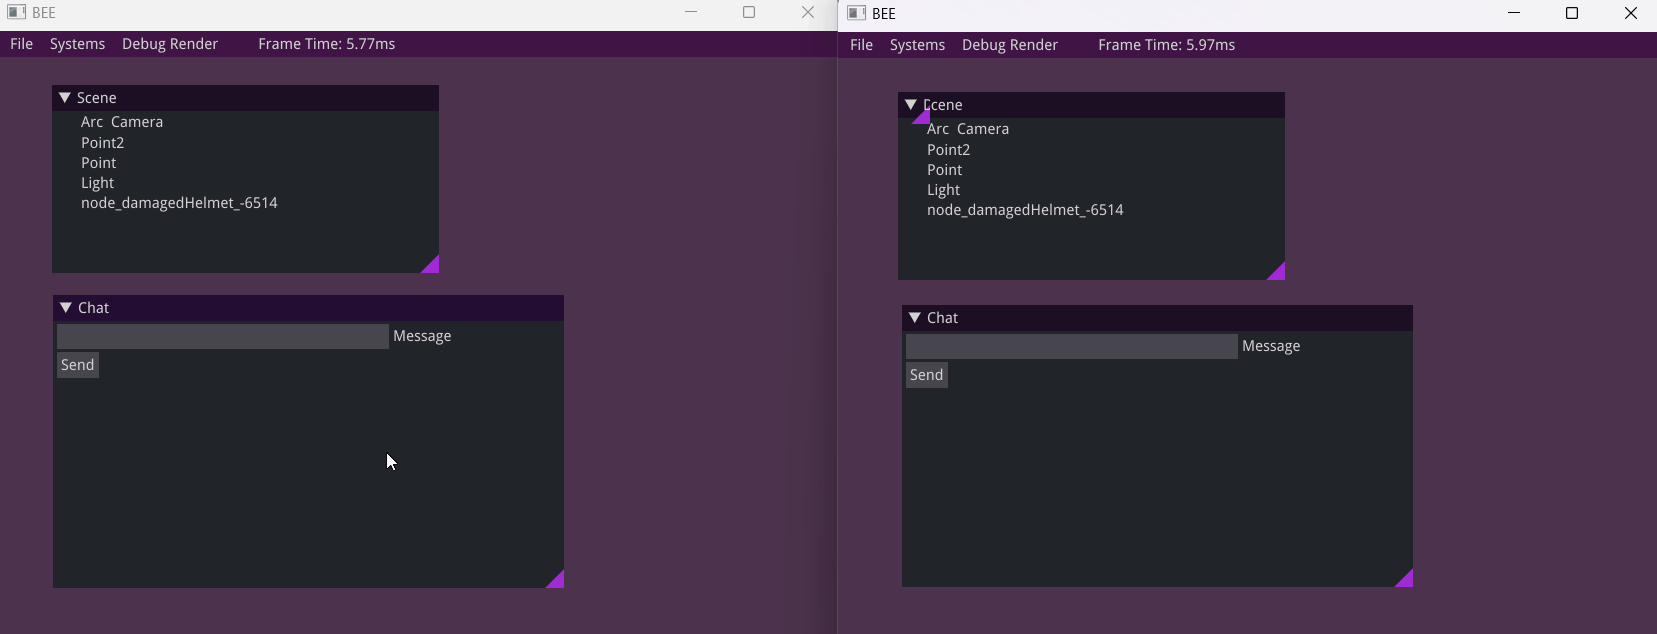 BEE
File Systems Debug Render Frame Time: 5.77ms
Scene
Arc Camera
Point2
Point
Light
node_damagedHelmet_-6514
Chat
Message
Send
BEE
File Systems Debug Render Frame Time: 5.97ms
cene
Arc Camera
Point2
Point
Light
node_damagedHelmet_-6514
Chat
Message
Send